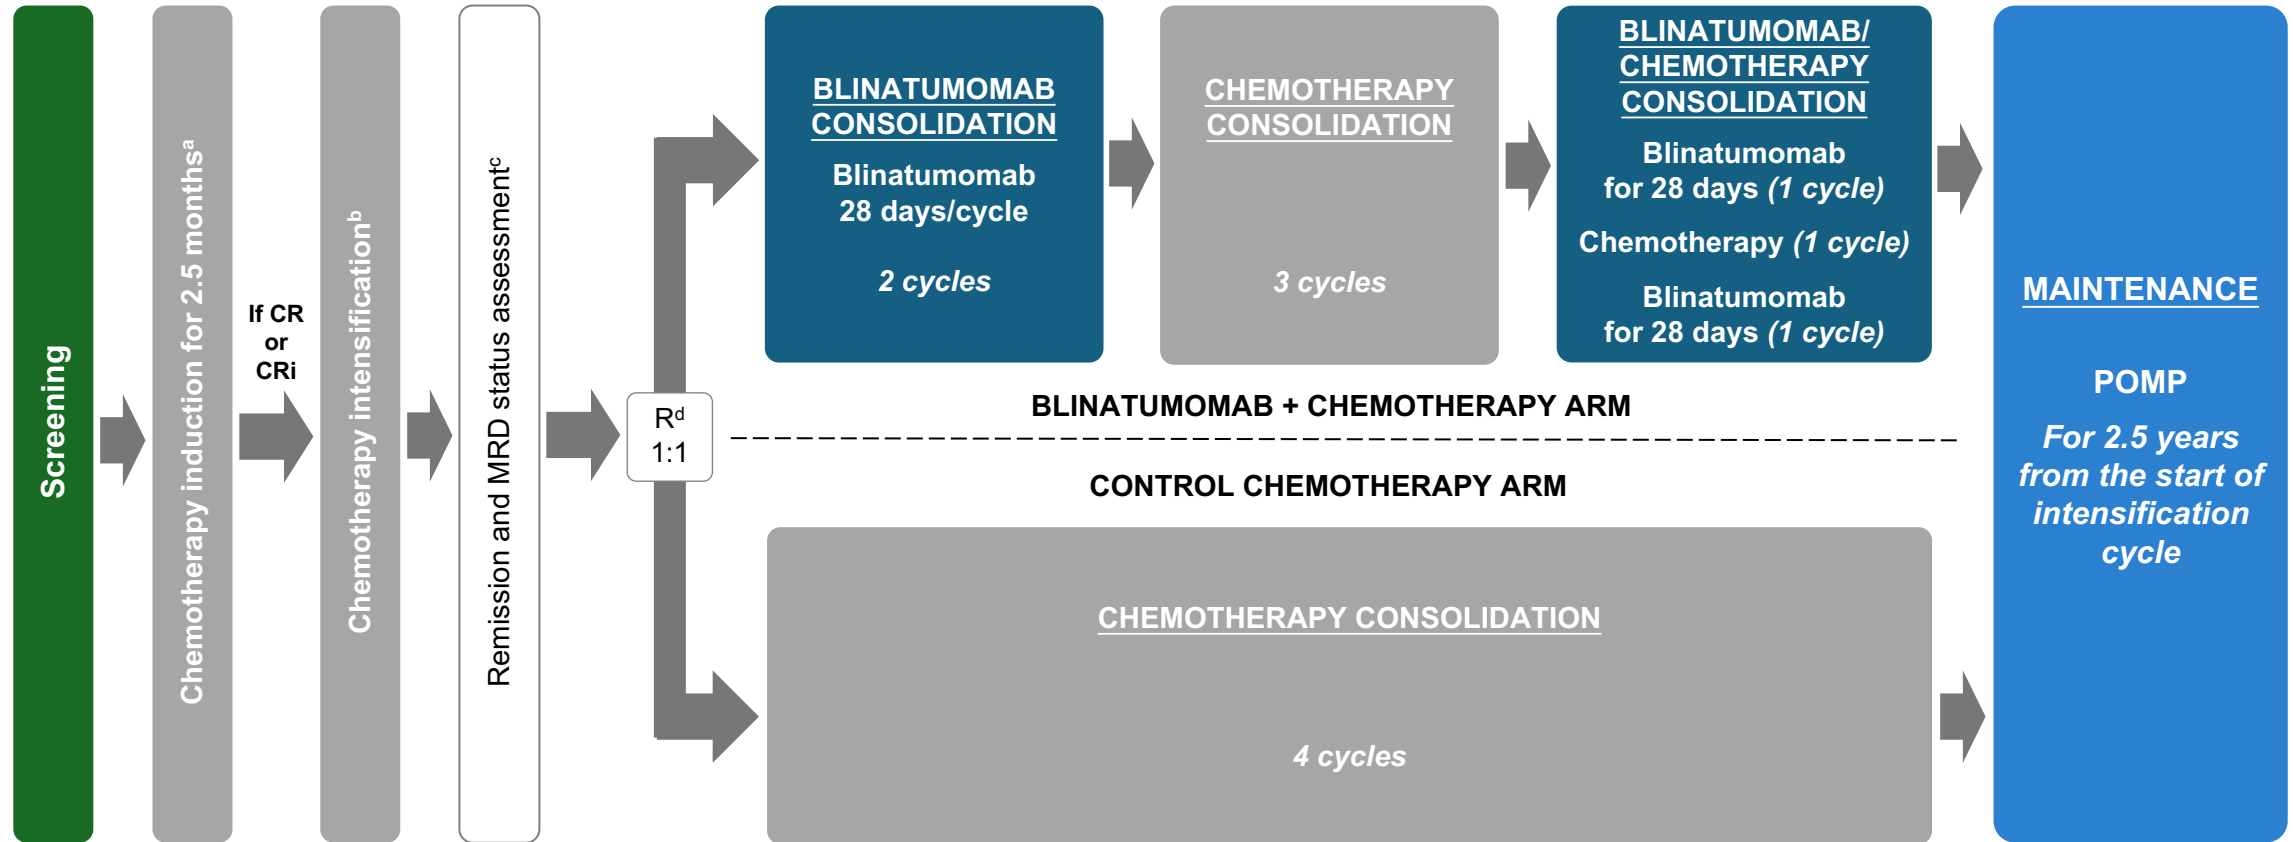 Screening
Chemotherapy induction for 2.5 monthsᵃ
If CR
or
CRi
Chemotherapy intensificationᵇ
Remission and MRD status assessmentᶜ
Rᵈ
1:1
BLINATUMOMAB
CONSOLIDATION
Blinatumomab
28 days/cycle
2 cycles
CHEMOTHERAPY
CONSOLIDATION
3 cycles
BLINATUMOMAB/
CHEMOTHERAPY
CONSOLIDATION
Blinatumomab
for 28 days (1 cycle)
Chemotherapy (1 cycle)
Blinatumomab
for 28 days (1 cycle)
BLINATUMOMAB + CHEMOTHERAPY ARM
CONTROL CHEMOTHERAPY ARM
CHEMOTHERAPY CONSOLIDATION
4 cycles
MAINTENANCE
POMP
For 2.5 years
from the start of
intensification
cycle